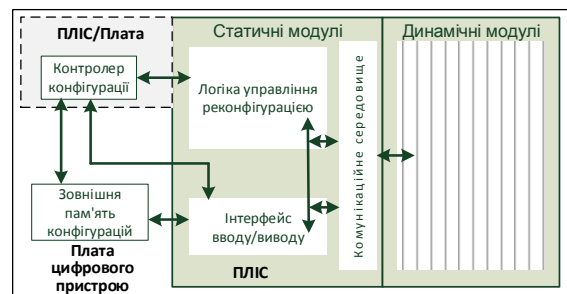 ПЛІС/Плата
Контролер
конфігурації
Зовнішня
пам'ять
конфігурацій
Плата
цифрового
пристрою
Статичні модулі
Логіка управління
реконфігурацією
Інтерфейс
вводу/виводу
ПЛІС
Комунікаційне середовище
Динамічні модулі